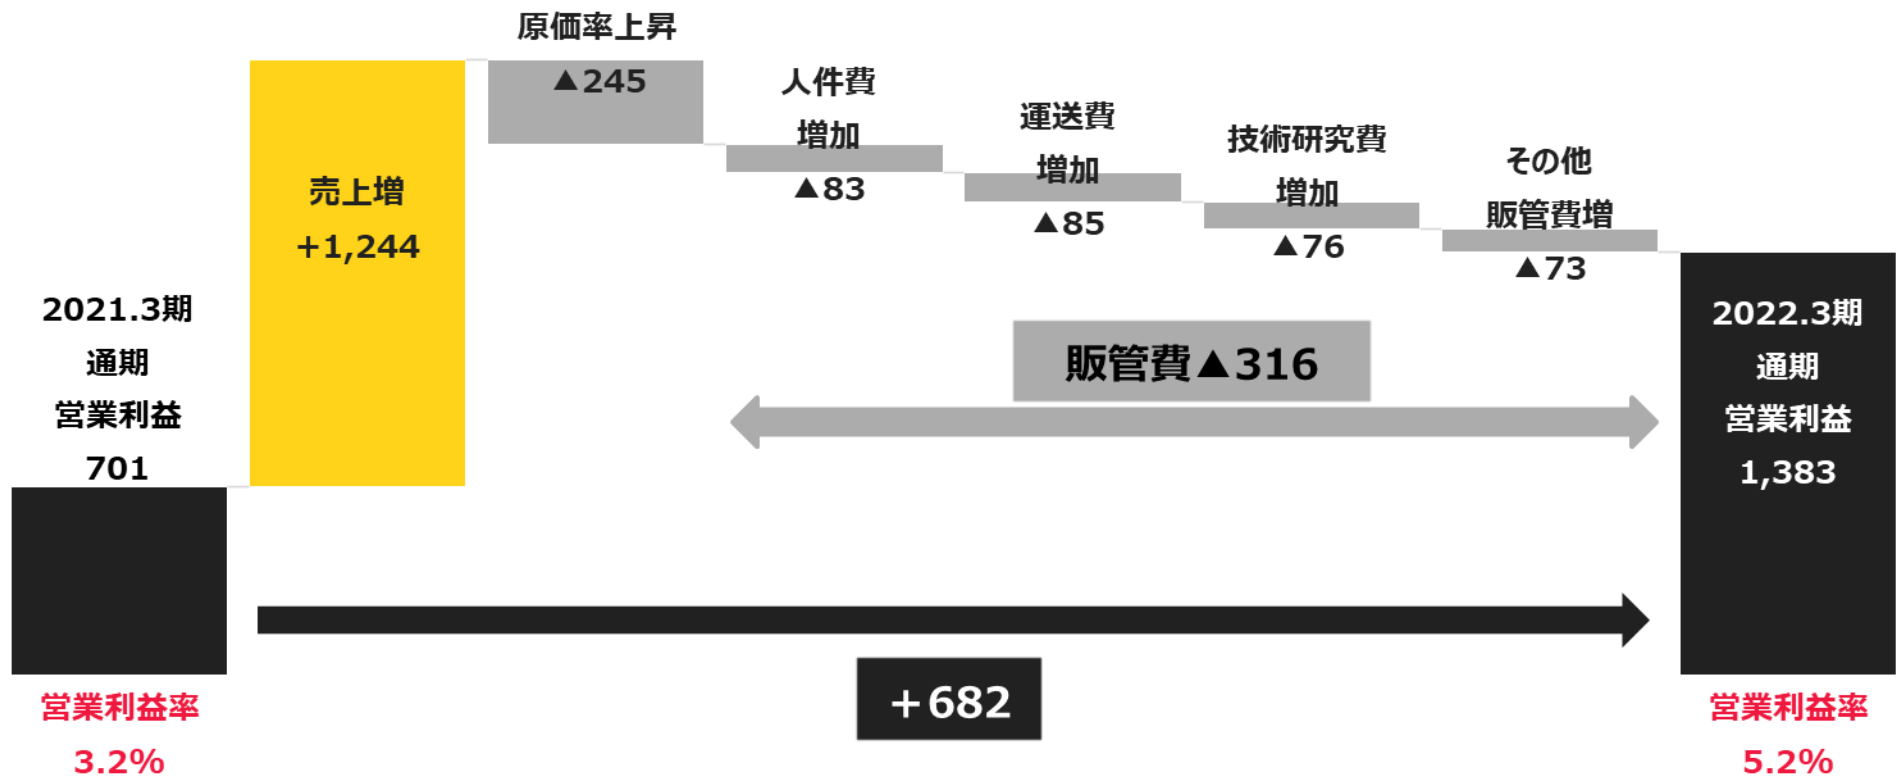 原価率上昇
▲245
人件費
増加
▲83
運送費
増加
▲85
技術研究費
増加
▲76
その他
販管費増
▲73
売上増
+1,244
2021.3期
通期
営業利益
701
販管費▲316
2022.3期
通期
営業利益
1,383
+682
営業利益率
3.2%
営業利益率
5.2%